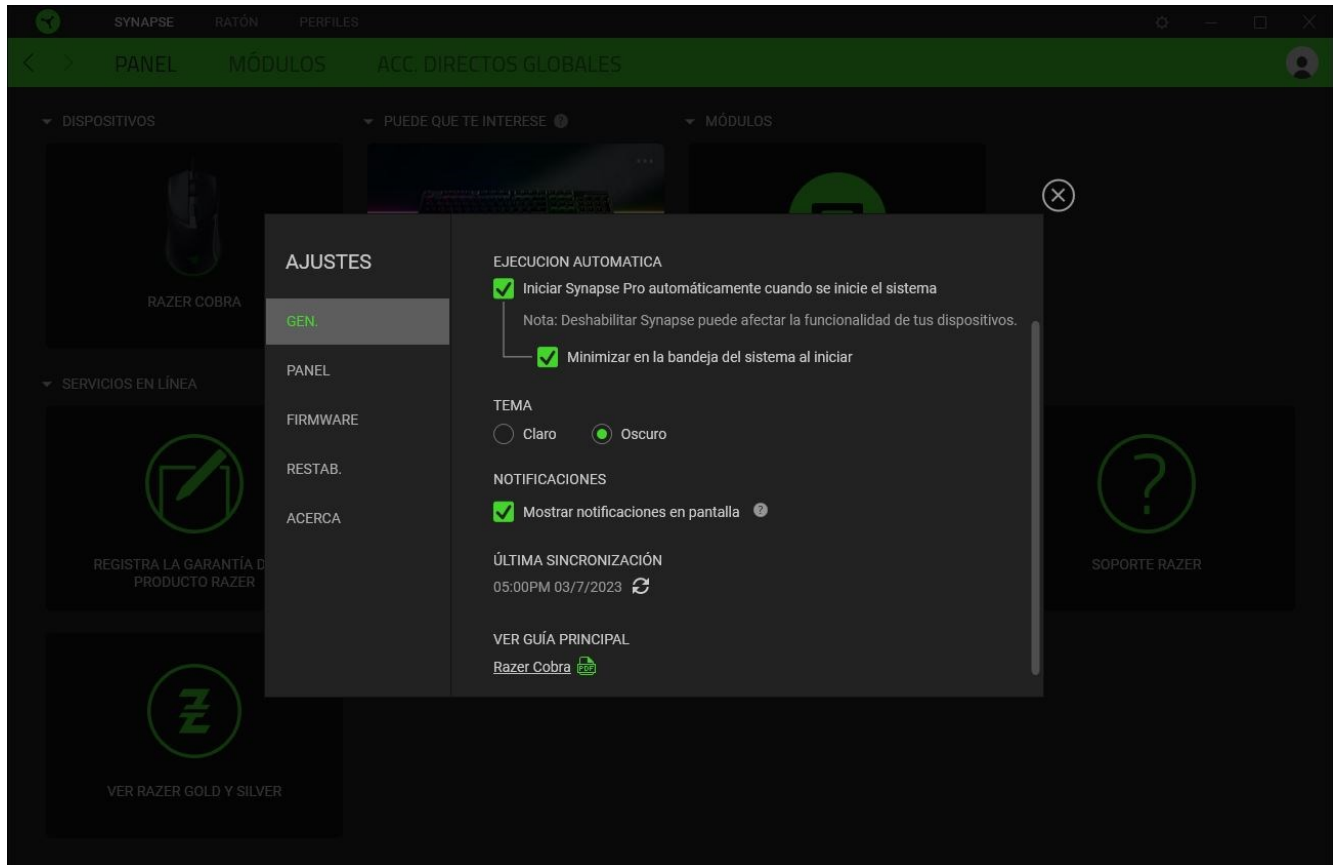 SYNAPSE RATÓN PERFILES
PANEL MÓDULOS ACC. DIRECTOS GLOBALES
DISPOSITIVOS
PUEDE QUE TE INTERESE ?
MÓDULOS
RAZER COBRA
SERVICIOS EN LÍNEA
REGISTRA LA GARANTÍA D
PRODUCTO RAZER
SOPORTE RAZER
VER RAZER GOLD Y SILVER
AJUSTES
GEN.
PANEL
FIRMWARE
RESTAB.
ACERCA
EJECUCION AUTOMATICA
Iniciar Synapse Pro automáticamente cuando se inicie el sistema
Nota: Deshabilitar Synapse puede afectar la funcionalidad de tus dispositivos.
Minimizar en la bandeja del sistema al iniciar
TEMA
Claro Oscuro
NOTIFICACIONES
Mostrar notificaciones en pantalla ?
ÚLTIMA SINCRONIZACIÓN
05:00PM 03/7/2023
VER GUÍA PRINCIPAL
Razer Cobra PDF